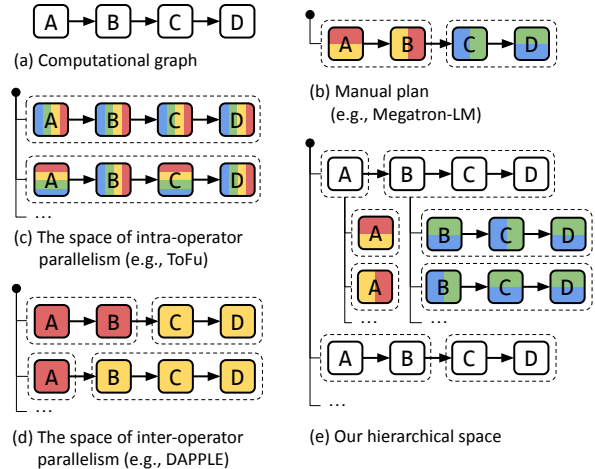 A B C D
(a) Computational graph
A B C D
(b) Manual plan
(e.g., Megatron-LM)
A B C D
A B C D
...
(c) The space of intra-operator
parallelism (e.g., ToFu)
A B C D
A B C D
...
(d) The space of inter-operator
parallelism (e.g., DAPPLE)
A B C D
A B C D
A B C D
... ...
A B C D
...
(e) Our hierarchical space